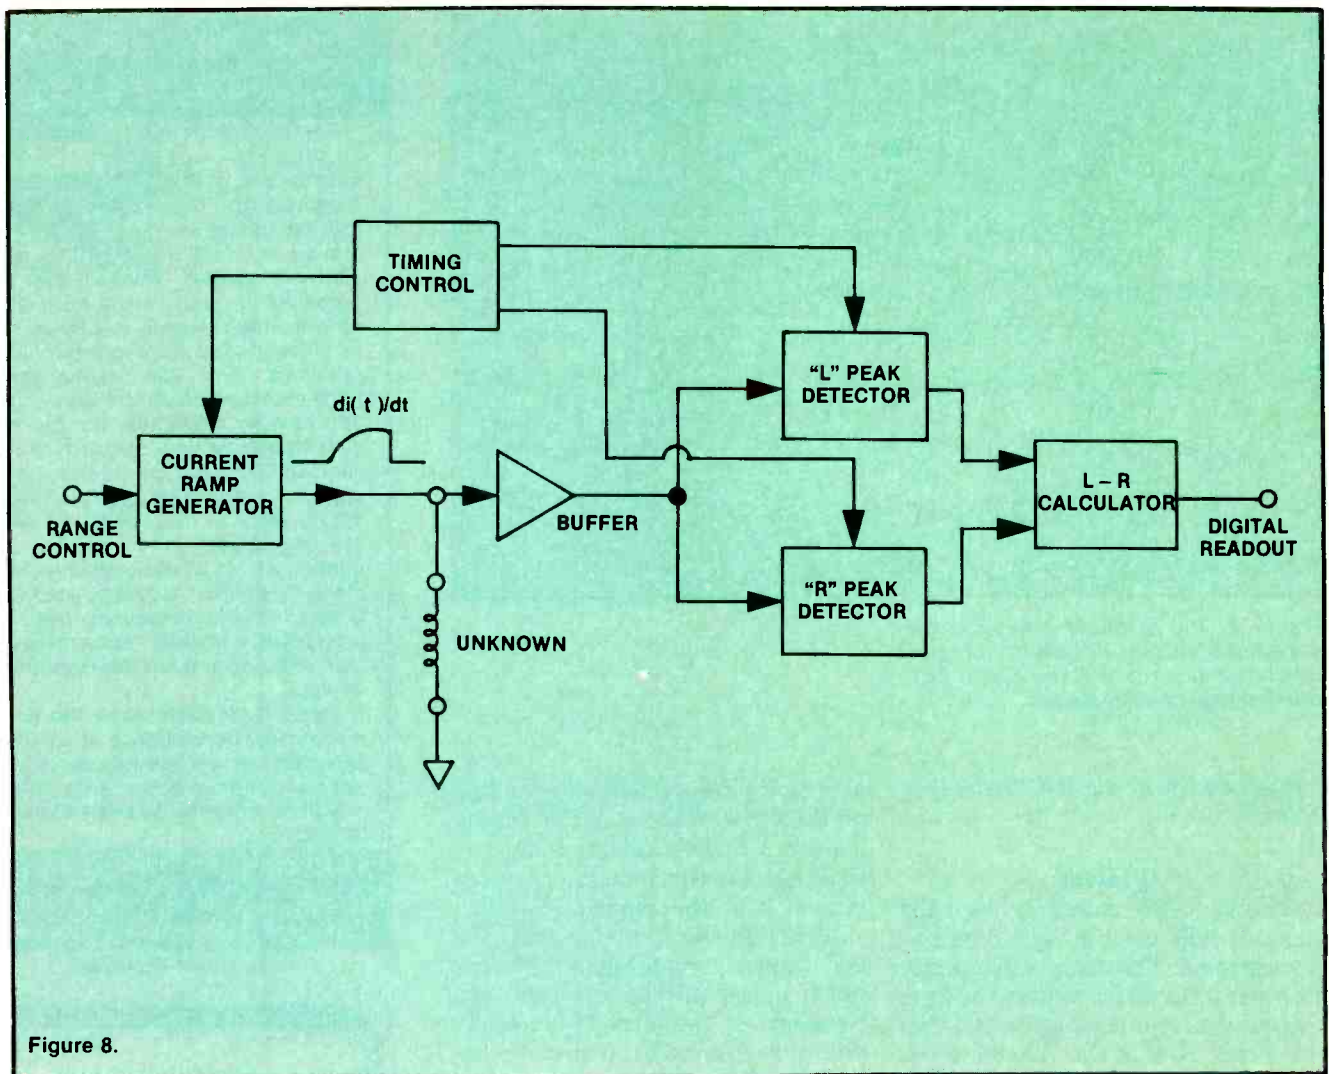 TIMING
CONTROL
"L" PEAK
DETECTOR
di( t )/dt
CURRENT
RAMP
GENERATOR
RANGE
CONTROL
BUFFER
L – R
CALCULATOR
DIGITAL
READOUT
"R" PEAK
DETECTOR
UNKNOWN
Figure 8.